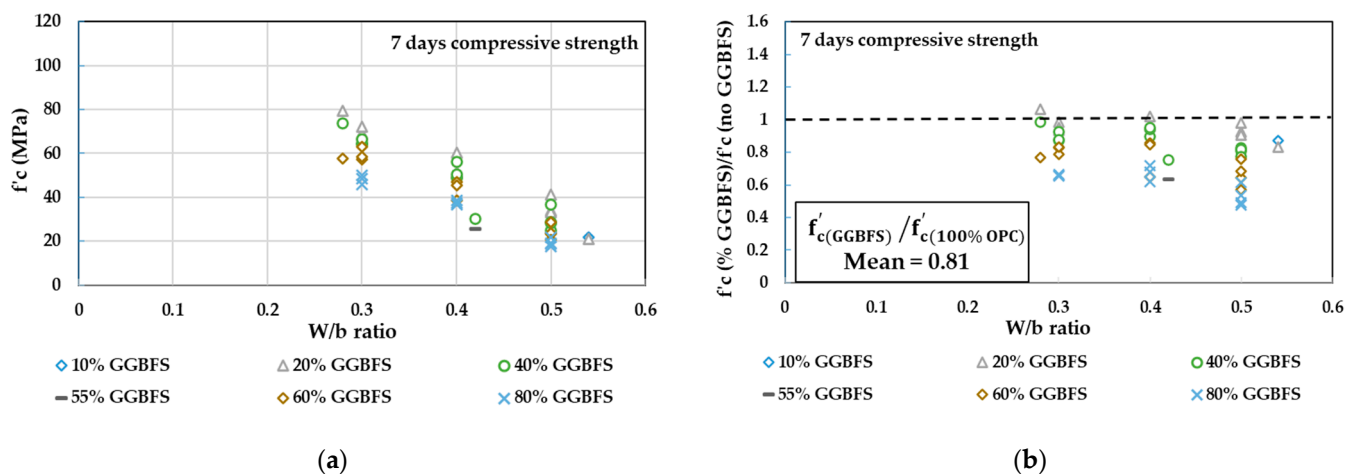 120
7 days compressive strength
100
80
60
40
20
0
0
0.1
0.2
0.3
0.4
0.5
0.6
f'c (MPa)
W/b ratio
10% GGBFS
20% GGBFS
40% GGBFS
55% GGBFS
60% GGBFS
80% GGBFS
(a)
1.6
7 days compressive strength
1.4
1.2
1
0.8
0.6
0.4
0.2
0
0
0.1
0.2
0.3
0.4
0.5
0.6
f'c (% GGBFS)/f'c (no GGBFS)
f′c(GGBFS) /f′c(100% OPC)
Mean = 0.81
W/b ratio
10% GGBFS
20% GGBFS
40% GGBFS
55% GGBFS
60% GGBFS
80% GGBFS
(b)